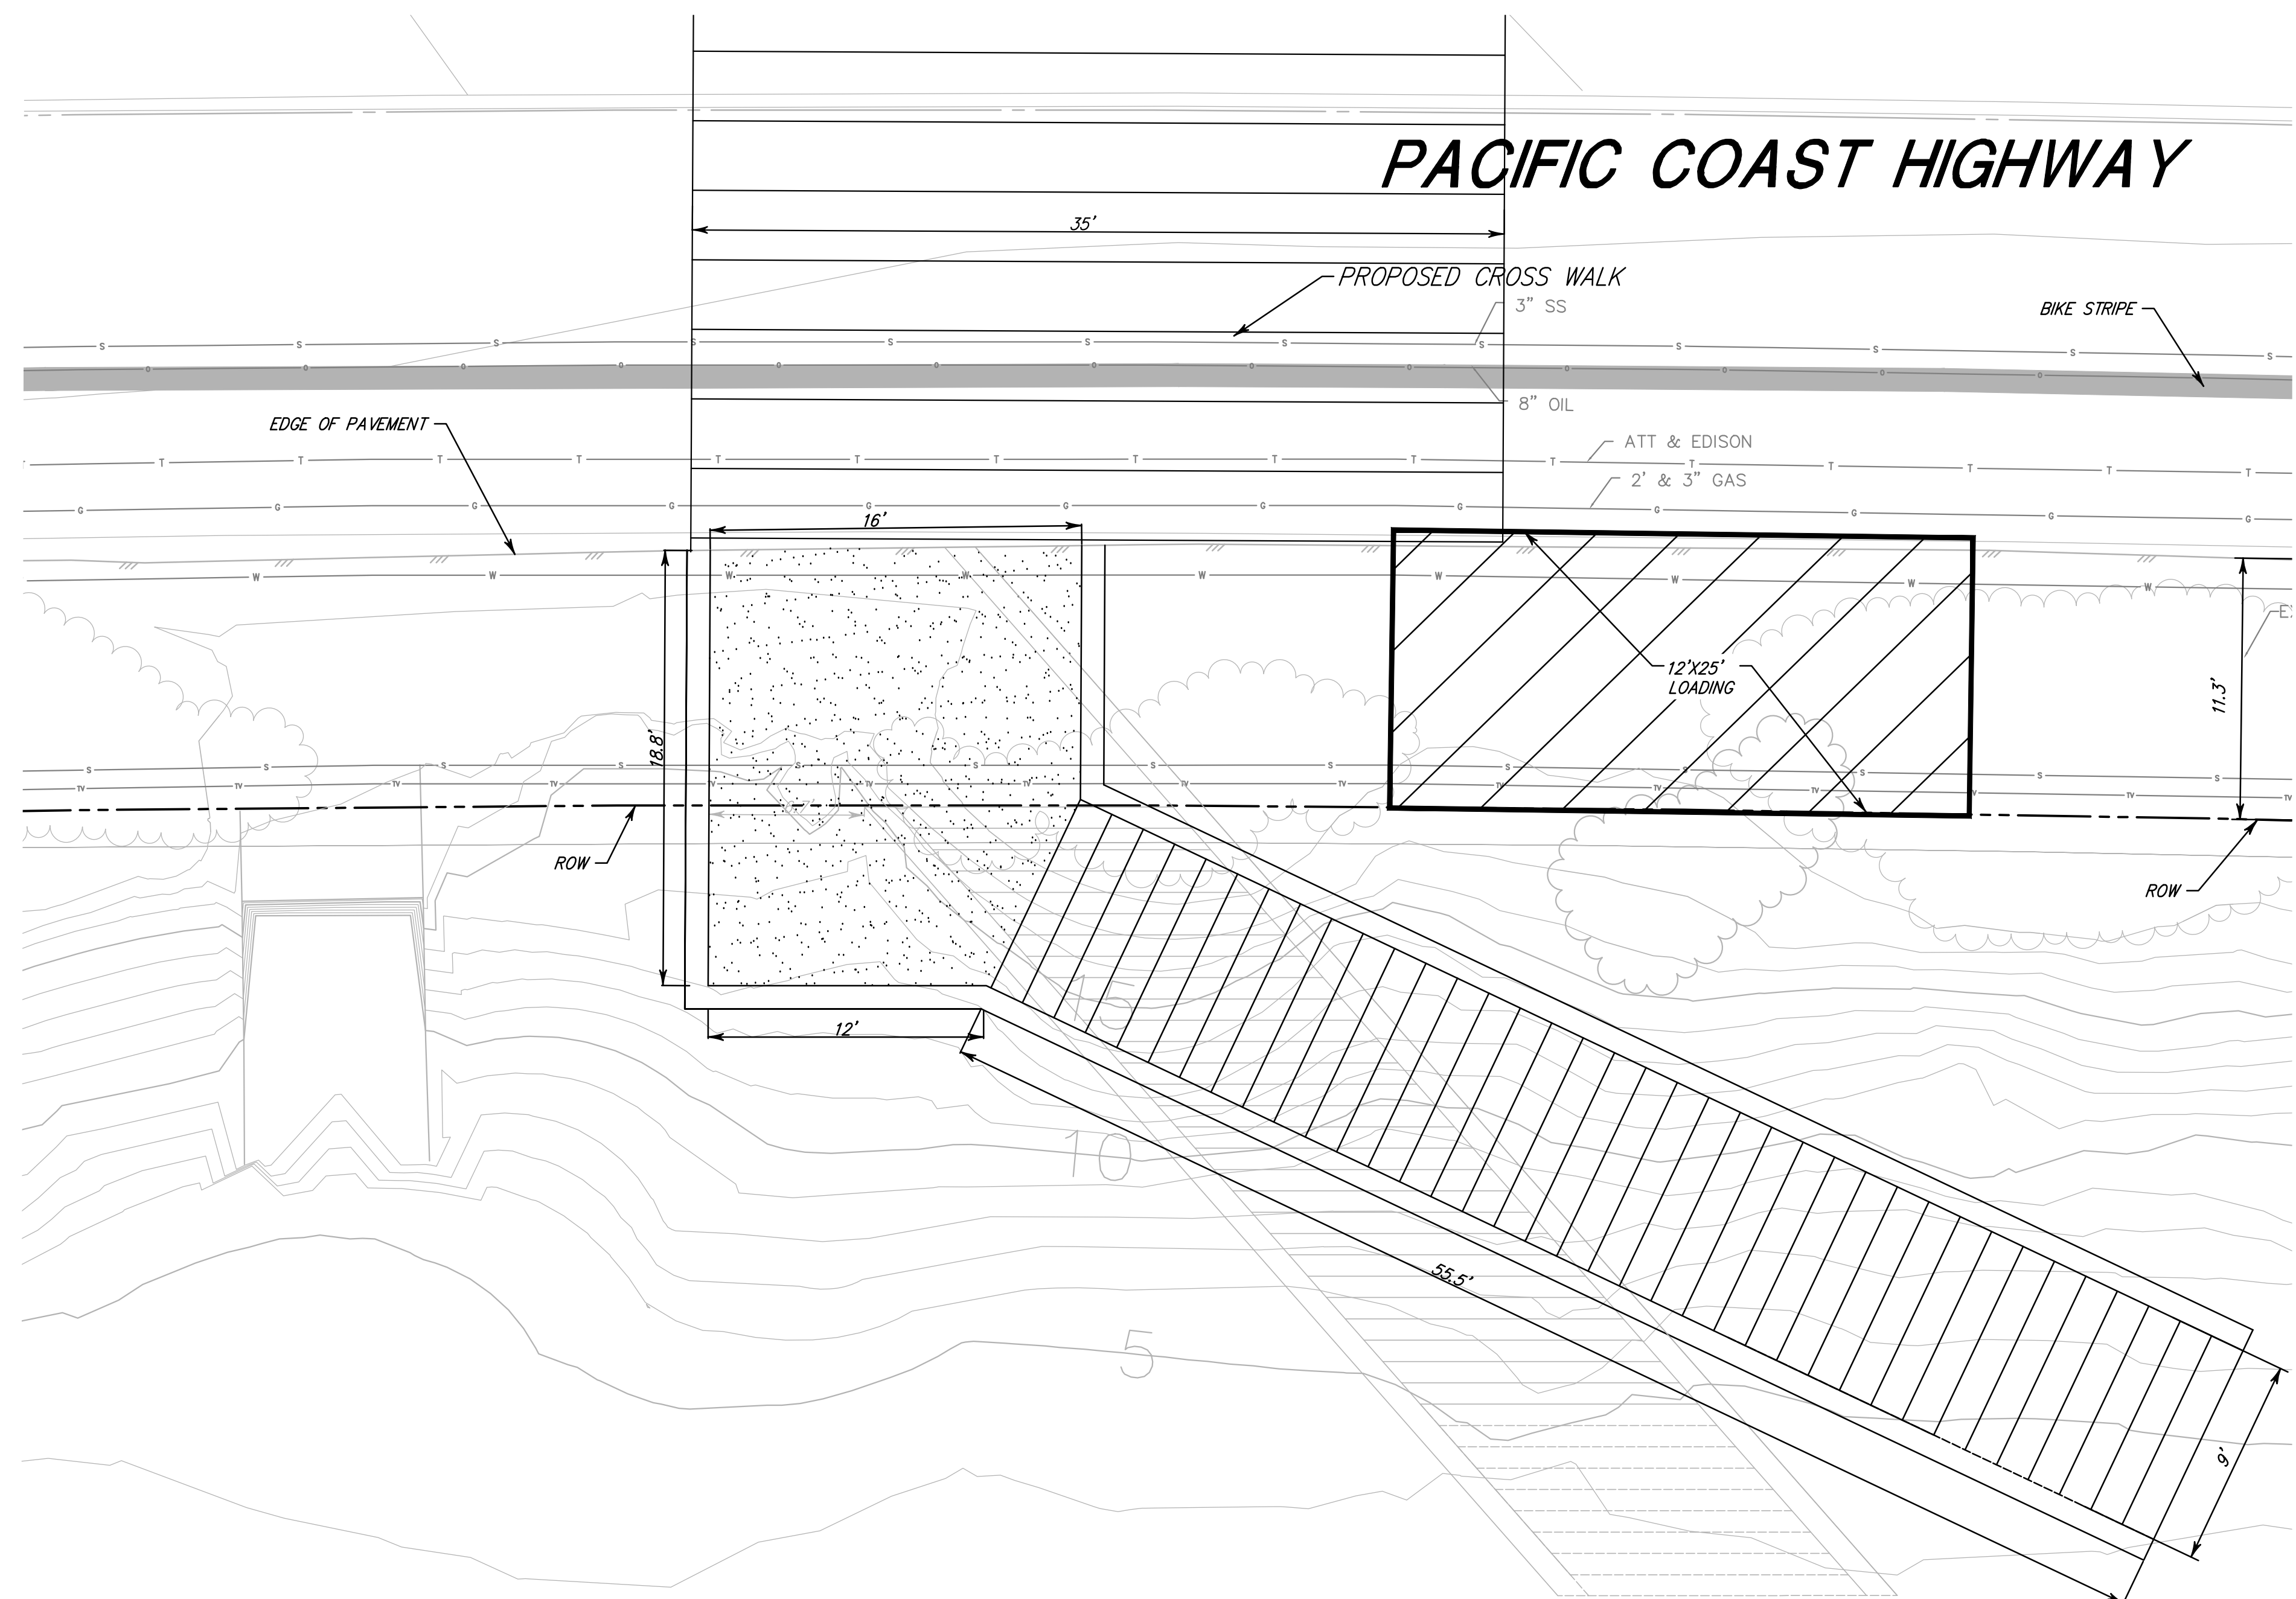 PACIFIC COAST HIGHWAY
35'
PROPOSED CROSS WALK
3" SS
BIKE STRIPE
8" OIL
EDGE OF PAVEMENT
ATT & EDISON
2' & 3" GAS
16'
12'X25'
LOADING
11.3'
18.8'
ROW
ROW
15
12'
10
55.5'
5
9'